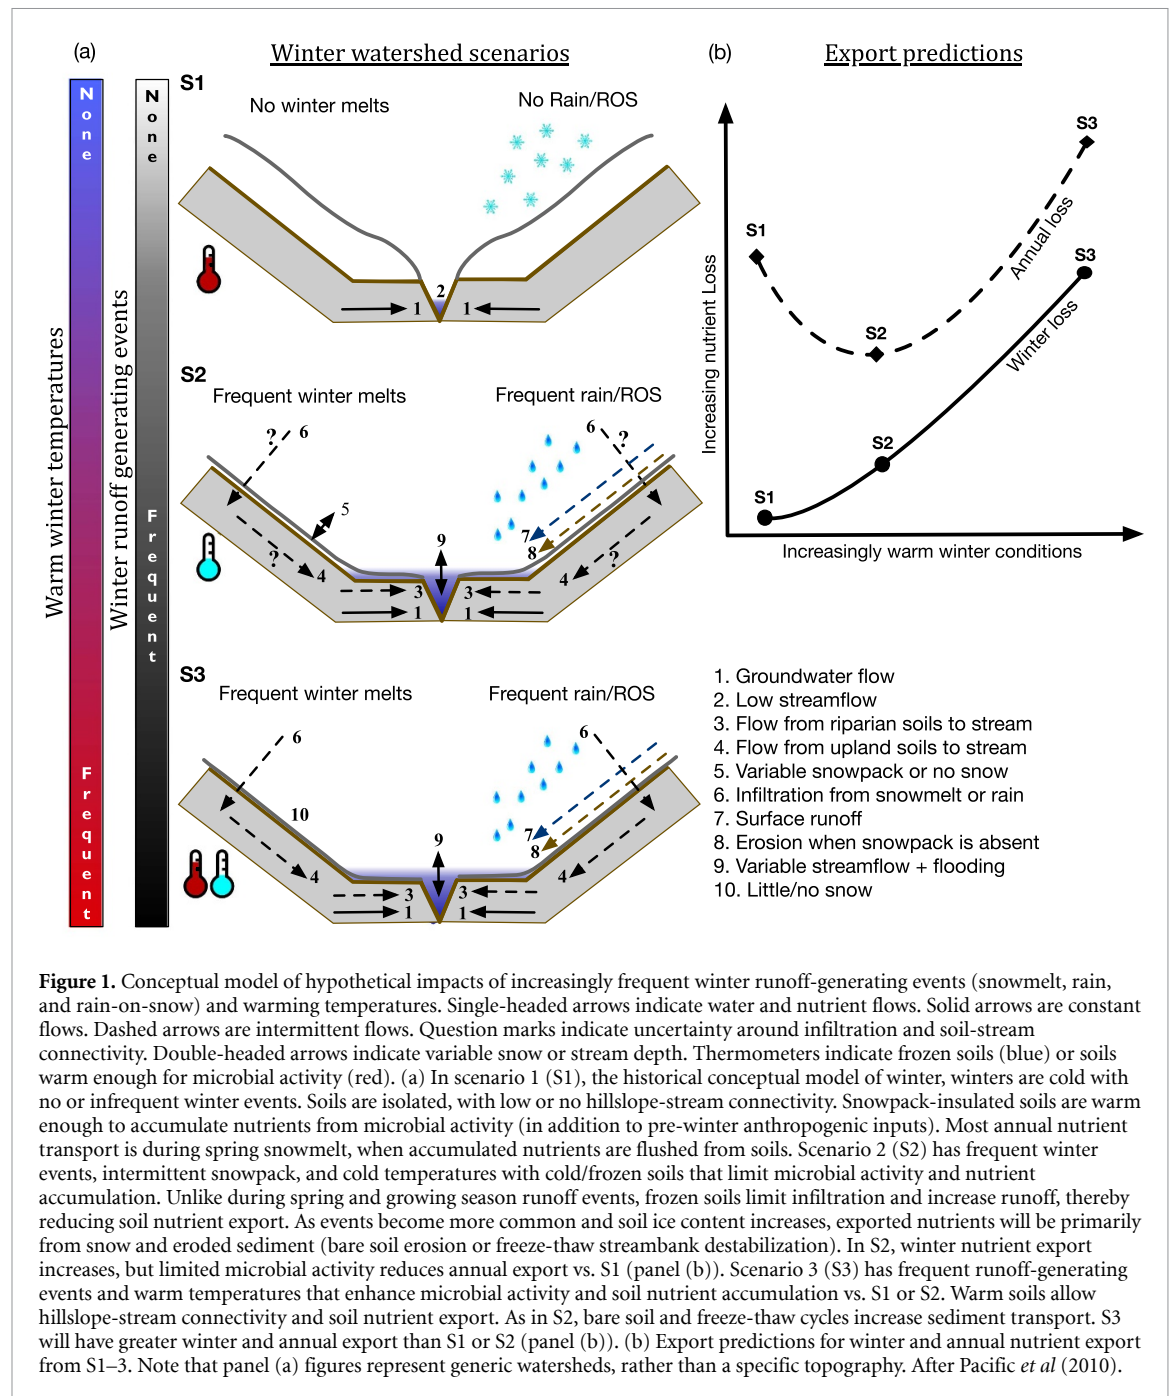 (a)
Winter watershed scenarios
(b)
Export predictions
Warm winter temperatures
None
Frequent
Winter runoff generating events
None
Frequent
S1
No winter melts
No Rain/ROS
2
1
1
S2
Frequent winter melts
Frequent rain/ROS
?
6
6
?
5
9
7
8
?
4
4
?
3
3
1
1
S3
Frequent winter melts
Frequent rain/ROS
6
6
10
9
7
8
4
4
3
3
1
1
Increasing nutrient Loss
S1
S2
S3
Annual loss
S1
S2
S3
Winter loss
Increasingly warm winter conditions
1. Groundwater flow
2. Low streamflow
3. Flow from riparian soils to stream
4. Flow from upland soils to stream
5. Variable snowpack or no snow
6. Infiltration from snowmelt or rain
7. Surface runoff
8. Erosion when snowpack is absent
9. Variable streamflow + flooding
10. Little/no snow
Figure 1. Conceptual model of hypothetical impacts of increasingly frequent winter runoff-generating events (snowmelt, rain,
and rain-on-snow) and warming temperatures. Single-headed arrows indicate water and nutrient flows. Solid arrows are constant
flows. Dashed arrows are intermittent flows. Question marks indicate uncertainty around infiltration and soil-stream
connectivity. Double-headed arrows indicate variable snow or stream depth. Thermometers indicate frozen soils (blue) or soils
warm enough for microbial activity (red). (a) In scenario 1 (S1), the historical conceptual model of winter, winters are cold with
no or infrequent winter events. Soils are isolated, with low or no hillslope-stream connectivity. Snowpack-insulated soils are warm
enough to accumulate nutrients from microbial activity (in addition to pre-winter anthropogenic inputs). Most annual nutrient
transport is during spring snowmelt, when accumulated nutrients are flushed from soils. Scenario 2 (S2) has frequent winter
events, intermittent snowpack, and cold temperatures with cold/frozen soils that limit microbial activity and nutrient
accumulation. Unlike during spring and growing season runoff events, frozen soils limit infiltration and increase runoff, thereby
reducing soil nutrient export. As events become more common and soil ice content increases, exported nutrients will be primarily
from snow and eroded sediment (bare soil erosion or freeze-thaw streambank destabilization). In S2, winter nutrient export
increases, but limited microbial activity reduces annual export vs. S1 (panel (b)). Scenario 3 (S3) has frequent runoff-generating
events and warm temperatures that enhance microbial activity and soil nutrient accumulation vs. S1 or S2. Warm soils allow
hillslope-stream connectivity and soil nutrient export. As in S2, bare soil and freeze-thaw cycles increase sediment transport. S3
will have greater winter and annual export than S1 or S2 (panel (b)). (b) Export predictions for winter and annual nutrient export
from S1–3. Note that panel (a) figures represent generic watersheds, rather than a specific topography. After Pacific et al (2010).